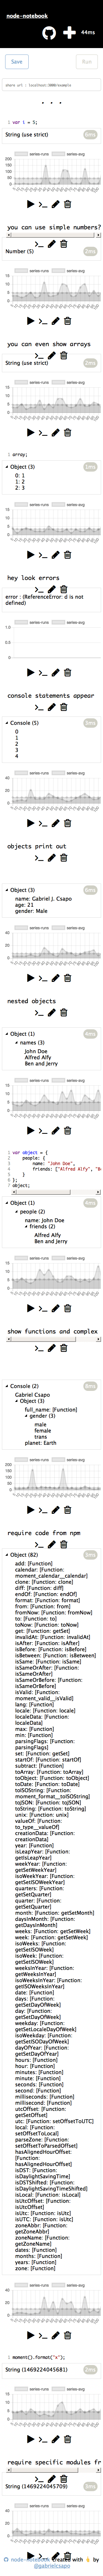 node-notebook
44ms
Save
Run
share url : localhost:3000/example
• • •
1 var i = 5;
String (use strict)
6ms
series-runs series-avg
you can use simple numbers?
Number (5)
2ms
series-runs series-avg
you can even show arrays
String (use strict)
series-runs series-avg
1 array;
Object (3)
1: 1
2: 2
3: 3
series-runs series-avg
hey look errors
error : (ReferenceError: d is not
defined)
series-runs series-avg
console statements appear
Console (5)
0
1
2
3
4
series-runs series-avg
objects print out
Object (3)
name: Gabriel J. Csapo
age: 21
gender: Male
series-runs series-avg
nested objects
Object (1)
names (3)
John Doe
Alfred Alfy
Ben and Jerry
series-runs series-avg
1 var object = {
2 people: {
3 name: "John Doe",
4 friends: ["Alfred Alfy", "Be
5 }
6 };
7 object;
Object (1)
people (2)
name: John Doe
friends (2)
Alfred Alfy
Ben and Jerry
series-runs series-avg
show functions and complex
Console (2)
Gabriel Csapo
Object (3)
full_name: [Function]
gender (3)
male
female
trans
planet: Earth
series-runs series-avg
require code from npm
Object (82)
add: [Function]
calendar: [Function:
moment_calendar__calendar]
clone: [Function: clone]
diff: [Function: diff]
endOf: [Function: endOf]
format: [Function: format]
from: [Function: from]
fromNow: [Function: fromNow]
to: [Function: to]
toNow: [Function: toNow]
get: [Function: getSet]
invalidAt: [Function: invalidAt]
isAfter: [Function: isAfter]
isBefore: [Function: isBefore]
isBetween: [Function: isBetween]
isSame: [Function: isSame]
isSameOrAfter: [Function:
isSameOrAfter]
isSameOrBefore: [Function:
isSameOrBefore]
isValid: [Function:
moment_valid__isValid]
lang: [Function]
locale: [Function: locale]
localeData: [Function:
localeData]
max: [Function]
min: [Function]
parsingFlags: [Function:
parsingFlags]
set: [Function: getSet]
startOf: [Function: startOf]
subtract: [Function]
toArray: [Function: toArray]
toObject: [Function: toObject]
toDate: [Function: toDate]
toISOString: [Function:
moment_format__toISOString]
toJSON: [Function: toJSON]
toString: [Function: toString]
unix: [Function: unix]
valueOf: [Function:
to_type__valueOf]
creationData: [Function:
creationData]
year: [Function]
isLeapYear: [Function:
getIsLeapYear]
weekYear: [Function:
getSetWeekYear]
isoWeekYear: [Function:
getSetISOWeekYear]
quarters: [Function:
getSetQuarter]
quarter: [Function:
getSetQuarter]
month: [Function: getSetMonth]
daysInMonth: [Function:
getDaysInMonth]
weeks: [Function: getSetWeek]
week: [Function: getSetWeek]
isoWeeks: [Function:
getSetISOWeek]
isoWeek: [Function:
getSetISOWeek]
weeksInYear: [Function:
getWeeksInYear]
isoWeeksInYear: [Function:
getISOWeeksInYear]
date: [Function]
days: [Function:
getSetDayOfWeek]
day: [Function:
getSetDayOfWeek]
weekday: [Function:
getSetLocaleDayOfWeek]
isoWeekday: [Function:
getSetISODayOfWeek]
dayOfYear: [Function:
getSetDayOfYear]
hours: [Function]
hour: [Function]
minutes: [Function]
minute: [Function]
seconds: [Function]
second: [Function]
milliseconds: [Function]
millisecond: [Function]
utcOffset: [Function:
getSetOffset]
utc: [Function: setOffsetToUTC]
local: [Function:
setOffsetToLocal]
parseZone: [Function:
setOffsetToParsedOffset]
hasAlignedHourOffset:
[Function:
hasAlignedHourOffset]
isDST: [Function:
isDaylightSavingTime]
isDSTShifted: [Function:
isDaylightSavingTimeShifted]
isLocal: [Function: isLocal]
isUtcOffset: [Function:
isUtcOffset]
isUtc: [Function: isUtc]
isUTC: [Function: isUtc]
zoneAbbr: [Function:
getZoneAbbr]
zoneName: [Function:
getZoneName]
dates: [Function]
months: [Function]
years: [Function]
zone: [Function]
series-runs series-avg
1 moment().format("x");
String (1469224045681)
2ms
series-runs series-avg
require specific modules fr
String (1469224045709)
series-runs series-avg
node-notebook created with by
@gabrielcsapo